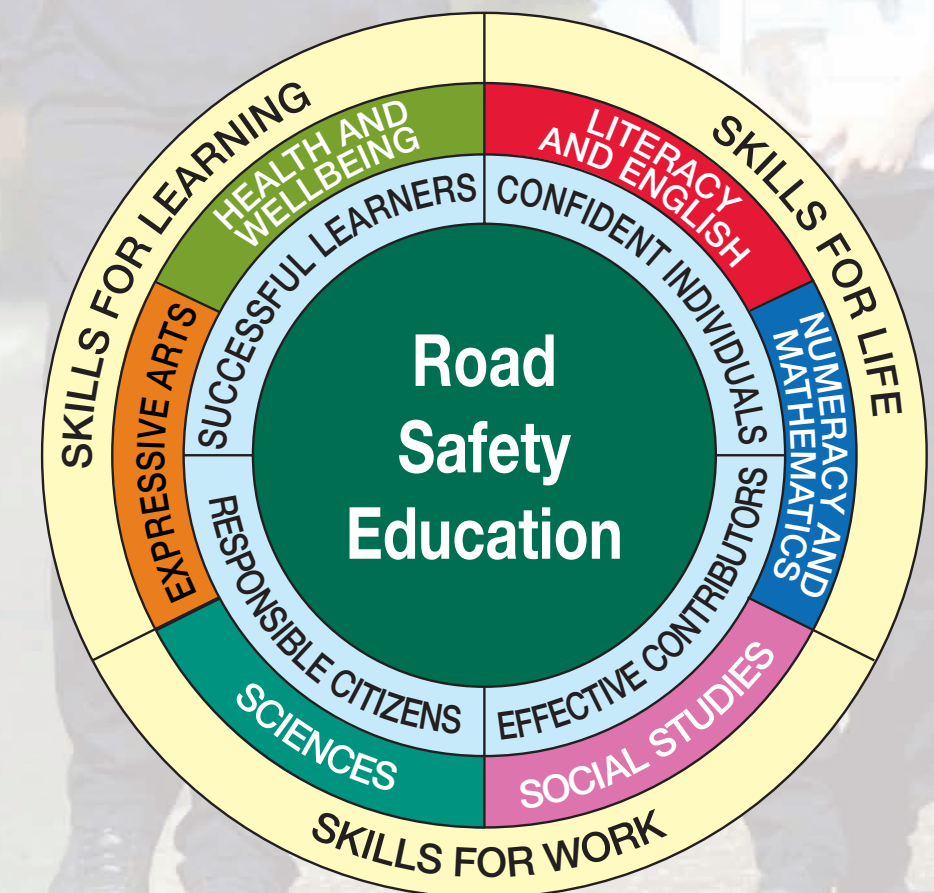 SKILLS FOR LEARNING
SKILLS FOR LIFE
SKILLS FOR WORK
HEALTH AND
WELLBEING
LITERACY
AND ENGLISH
NUMERACY AND
MATHEMATICS
SOCIAL STUDIES
SCIENCES
EXPRESSIVE ARTS
SUCCESSFUL LEARNERS
CONFIDENT INDIVIDUALS
EFFECTIVE CONTRIBUTORS
RESPONSIBLE CITIZENS
Road
Safety
Education